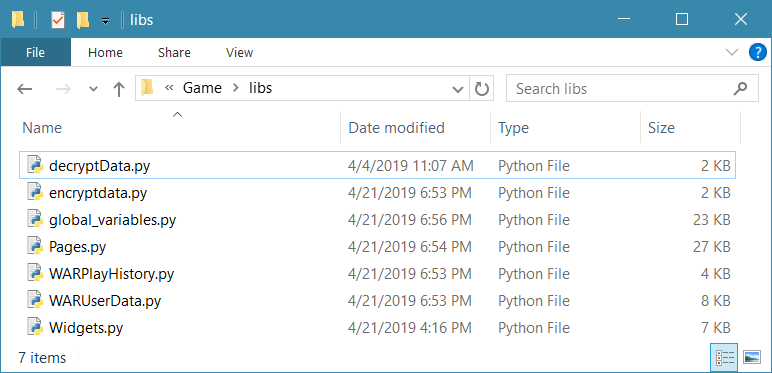 libs
File Home Share View
« Game > libs Search libs
Name Date modified Type Size
decryptData.py 4/4/2019 11:07 AM Python File 2 KB
encryptdata.py 4/21/2019 6:53 PM Python File 2 KB
global_variables.py 4/21/2019 6:56 PM Python File 23 KB
Pages.py 4/21/2019 6:54 PM Python File 27 KB
WARPlayHistory.py 4/21/2019 6:53 PM Python File 4 KB
WARUserData.py 4/21/2019 6:53 PM Python File 8 KB
Widgets.py 4/21/2019 4:16 PM Python File 7 KB
7 items